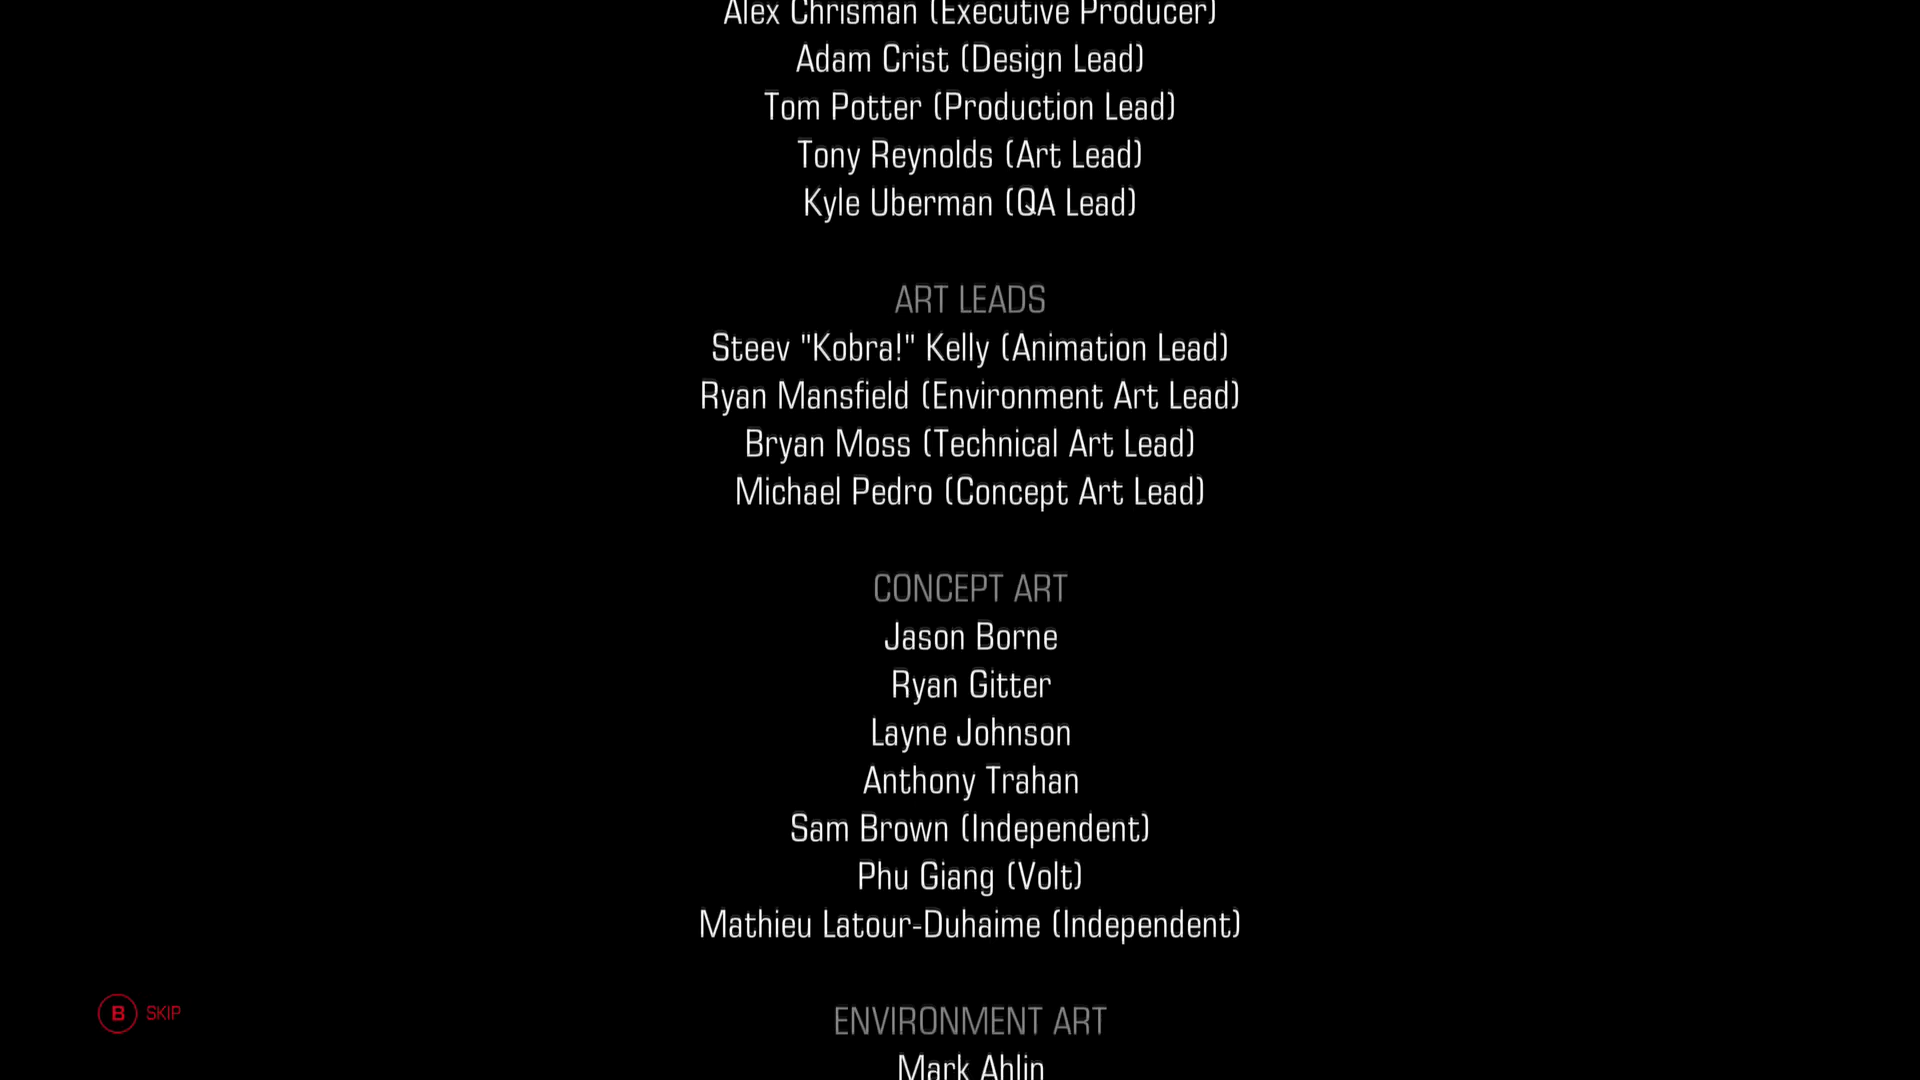 Alex Chrisman (Executive Producer)
Adam Crist (Design Lead)
Tom Potter (Production Lead)
Tony Reynolds (Art Lead)
Kyle Uberman (QA Lead)
ART LEADS
Steev "Kobra!" Kelly (Animation Lead)
Ryan Mansfield (Environment Art Lead)
Bryan Moss (Technical Art Lead)
Michael Pedro (Concept Art Lead)
CONCEPT ART
Jason Borne
Ryan Gitter
Layne Johnson
Anthony Trahan
Sam Brown (Independent)
Phu Giang (Volt)
Mathieu Latour-Duhaime (Independent)
B SKIP
ENVIRONMENT ART
Mark Ahlin